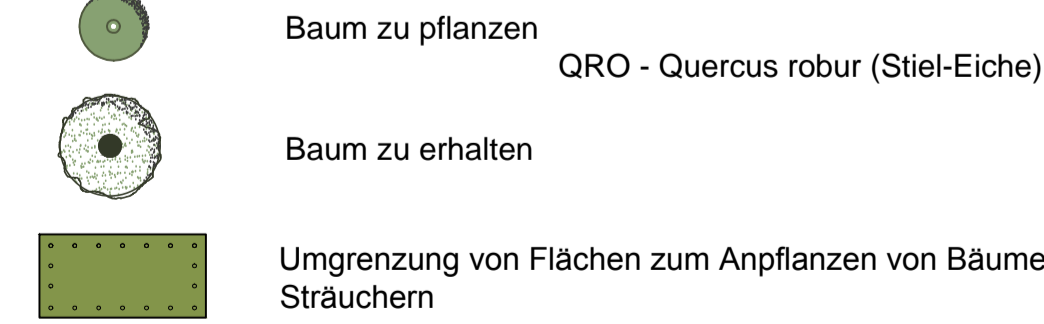 Baum zu pflanzen
QRO - Quercus robur (Stiel-Eiche)
Baum zu erhalten
Umgrenzung von Flächen zum Anpflanzen von Bäume
Sträuchern